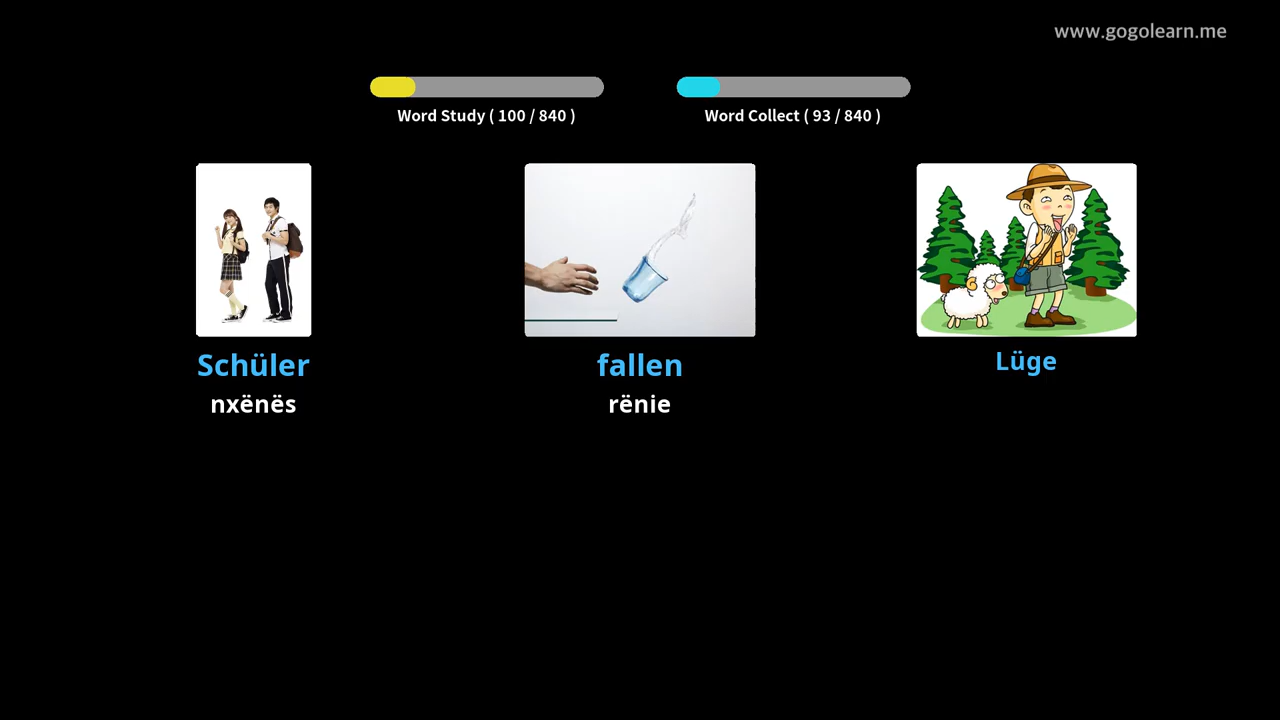 www.gogolearn.me
Word Study ( 100 / 840 )
Word Collect ( 93 / 840 )
Schüler
nxënës
fallen
rënie
Lüge